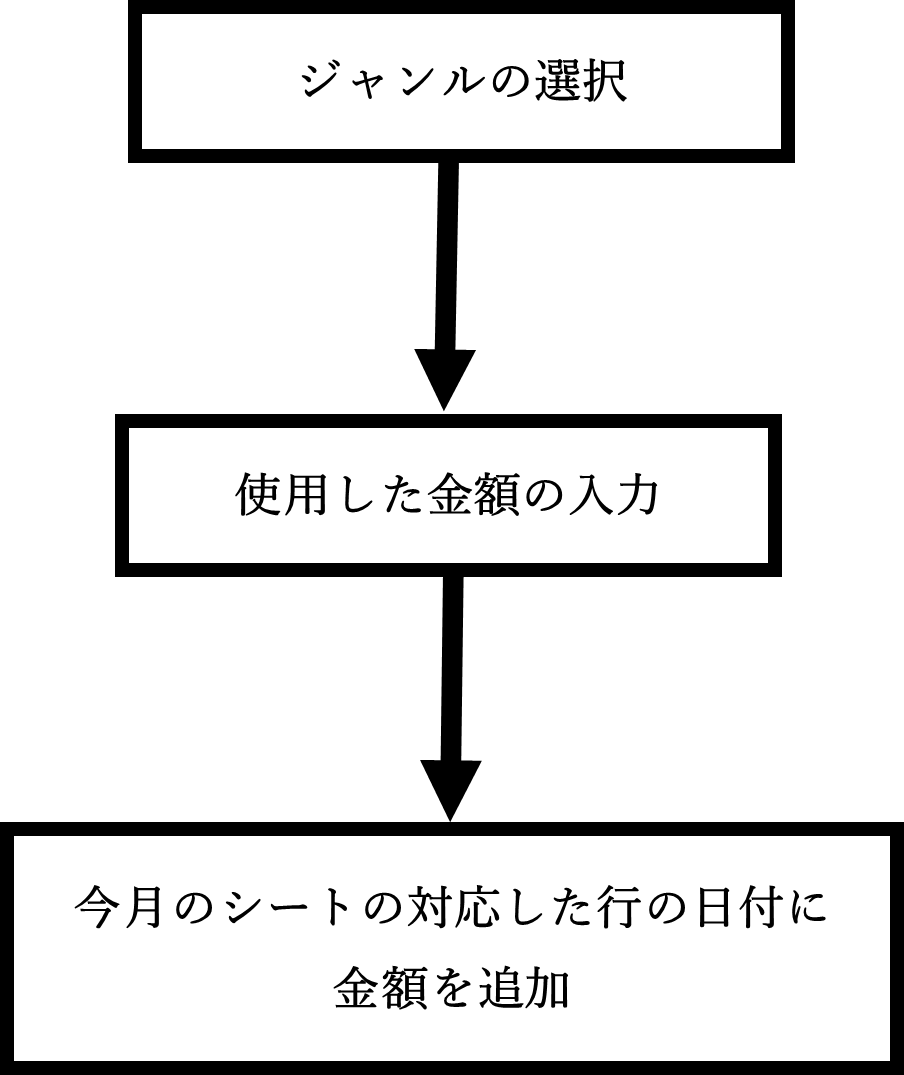 ジャンルの選択
使用した金額の入力
今月のシートの対応した行の日付に
金額を追加